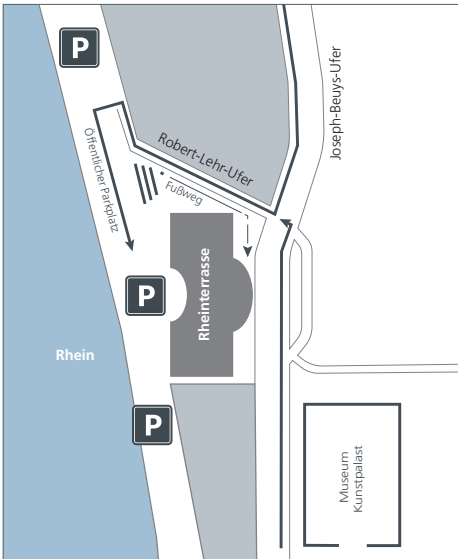 P
Joseph-Beuys-Ufer
Robert-Lehr-Ufer
Öffentlicher Parkplatz
Fußweg
Rheinterrasse
P
Rhein
P
Museum
Kunstpalast